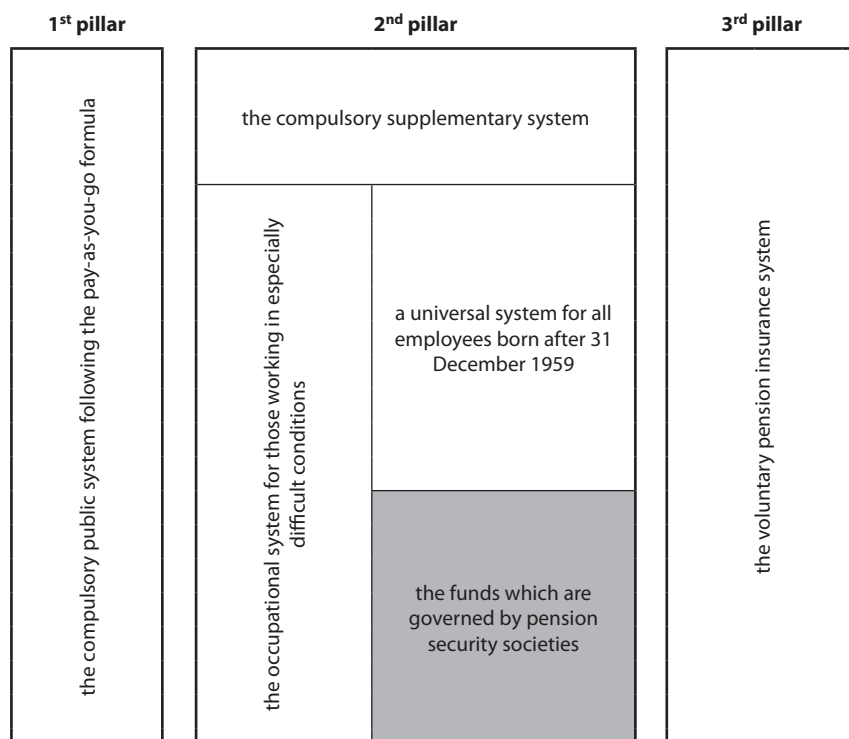 1st pillar
2nd pillar
3rd pillar
the compulsory public system following the pay-as-you-go formula
the compulsory supplementary system
the occupational system for those working in especially
difficult conditions
a universal system for all
employees born after 31
December 1959
the funds which are
governed by pension
security societies
the voluntary pension insurance system